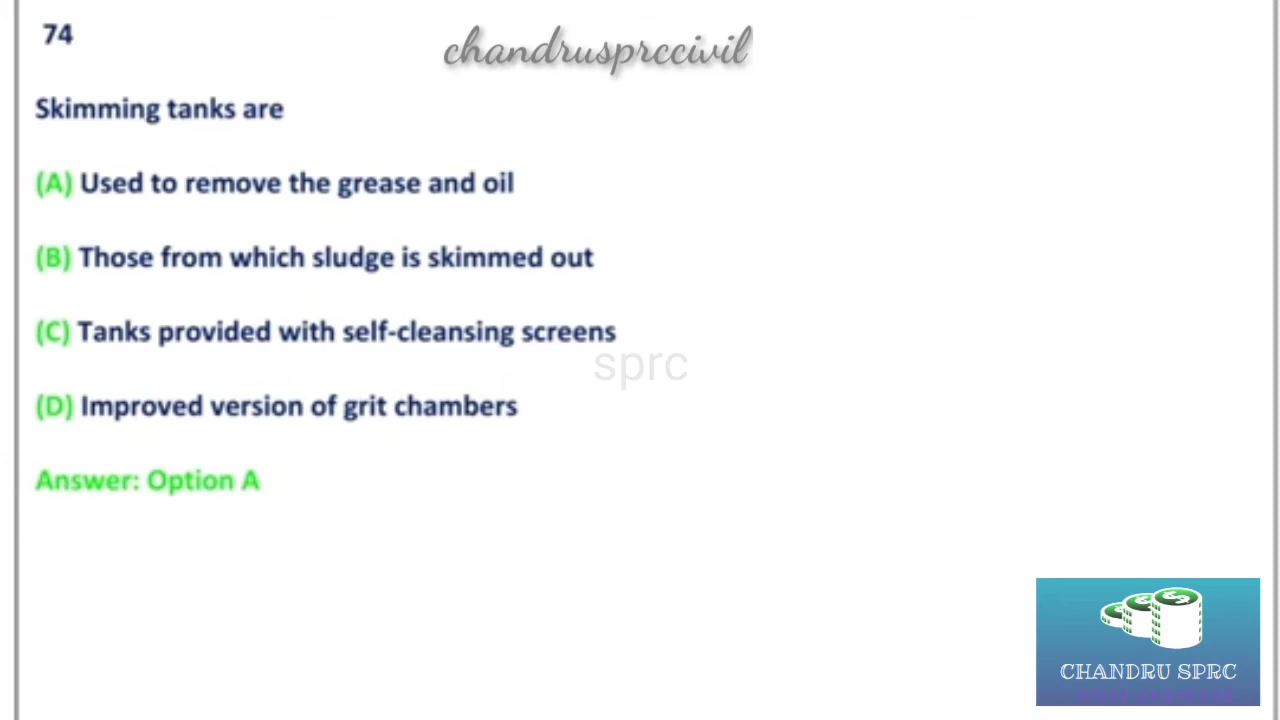 74
chandrusprccivil
Skimming tanks are
(A) Used to remove the grease and oil
(B) Those from which sludge is skimmed out
(C) Tanks provided with self-cleansing screens
sprc
(D) Improved version of grit chambers
Answer: Option A
CHANDRU SPRC